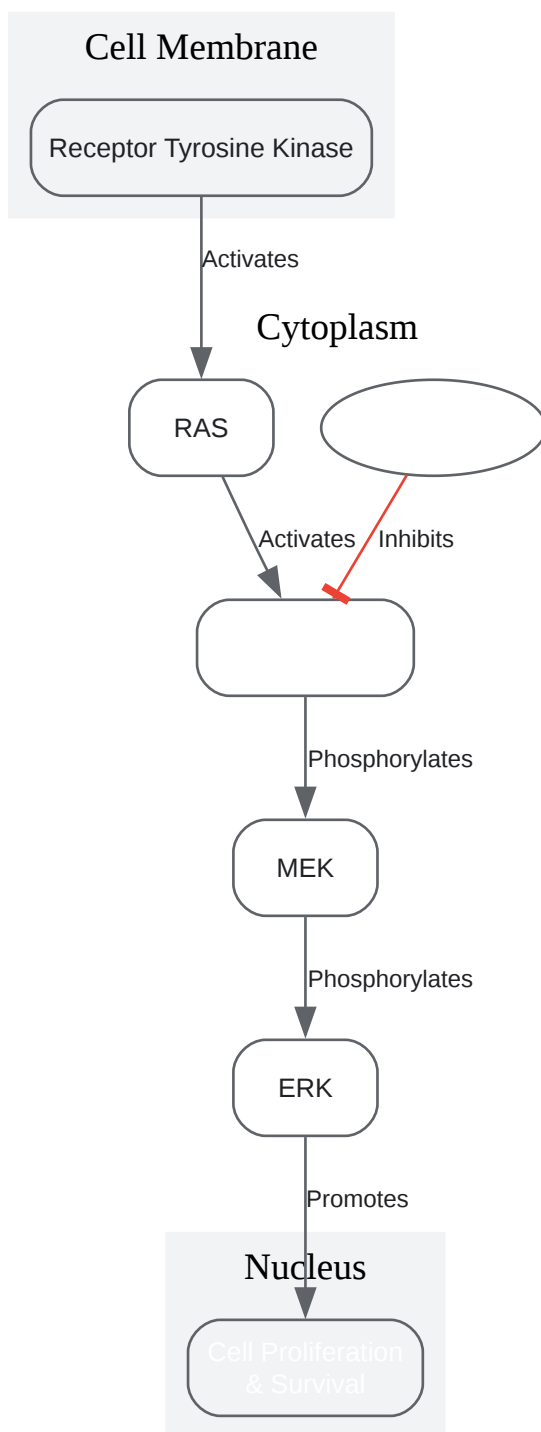 Cell Membrane
Receptor Tyrosine Kinase
Activates
Cytoplasm
RAS
Activates
Inhibits
Phosphorylates
MEK
Phosphorylates
ERK
Promotes
Nucleus
Cell Proliferation
& Survival